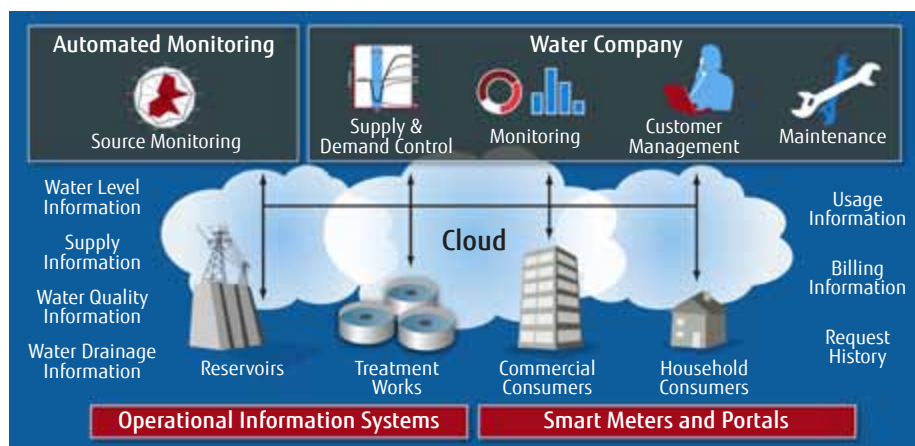 Automated Monitoring
Source Monitoring
Water Company
Supply &
Demand Control
Monitoring
Customer
Management
Maintenance
Water Level
Information
Supply
Information
Water Quality
Information
Water Drainage
Information
Cloud
Usage
Information
Billing
Information
Request
History
Reservoirs
Treatment
Works
Commercial
Consumers
Household
Consumers
Operational Information Systems
Smart Meters and Portals